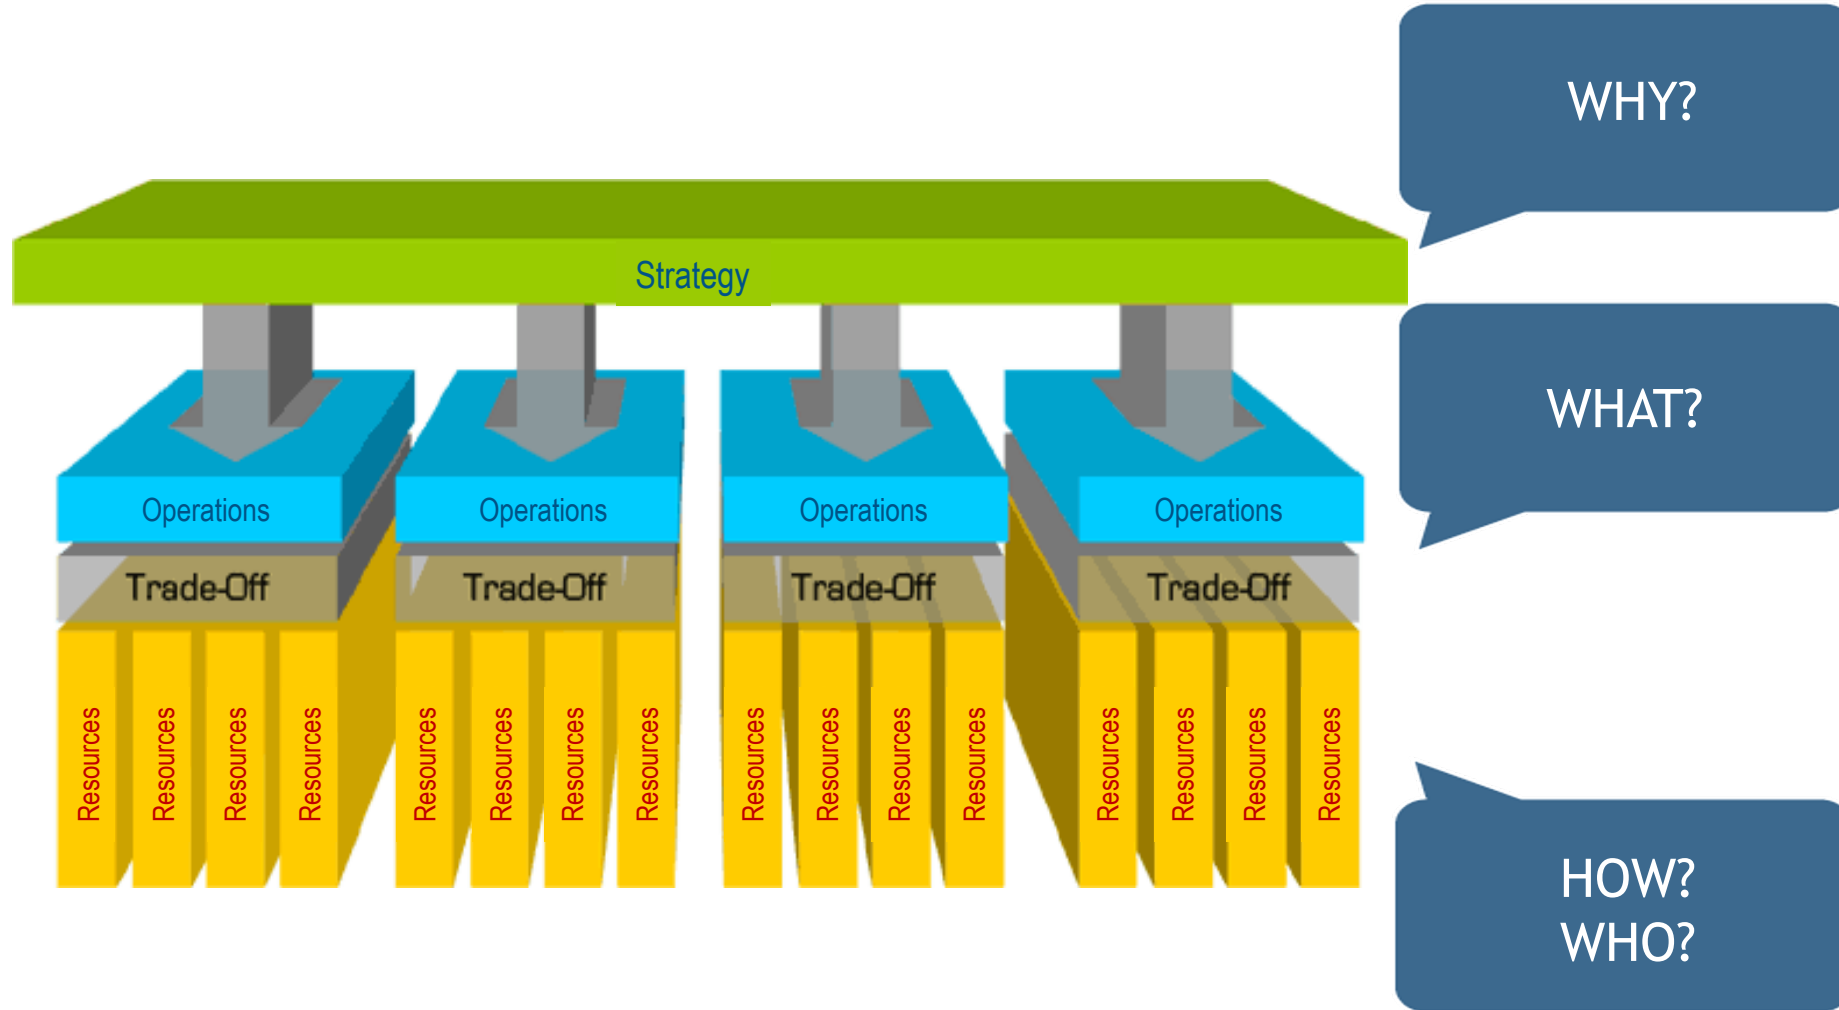 WHY?
Strategy
WHAT?
Operations Operations Operations Operations
Trade-Off Trade-Off Trade-Off Trade-Off
Resources Resources Resources Resources Resources Resources Resources Resources Resources Resources Resources Resources Resources Resources Resources Resources
HOW?
WHO?